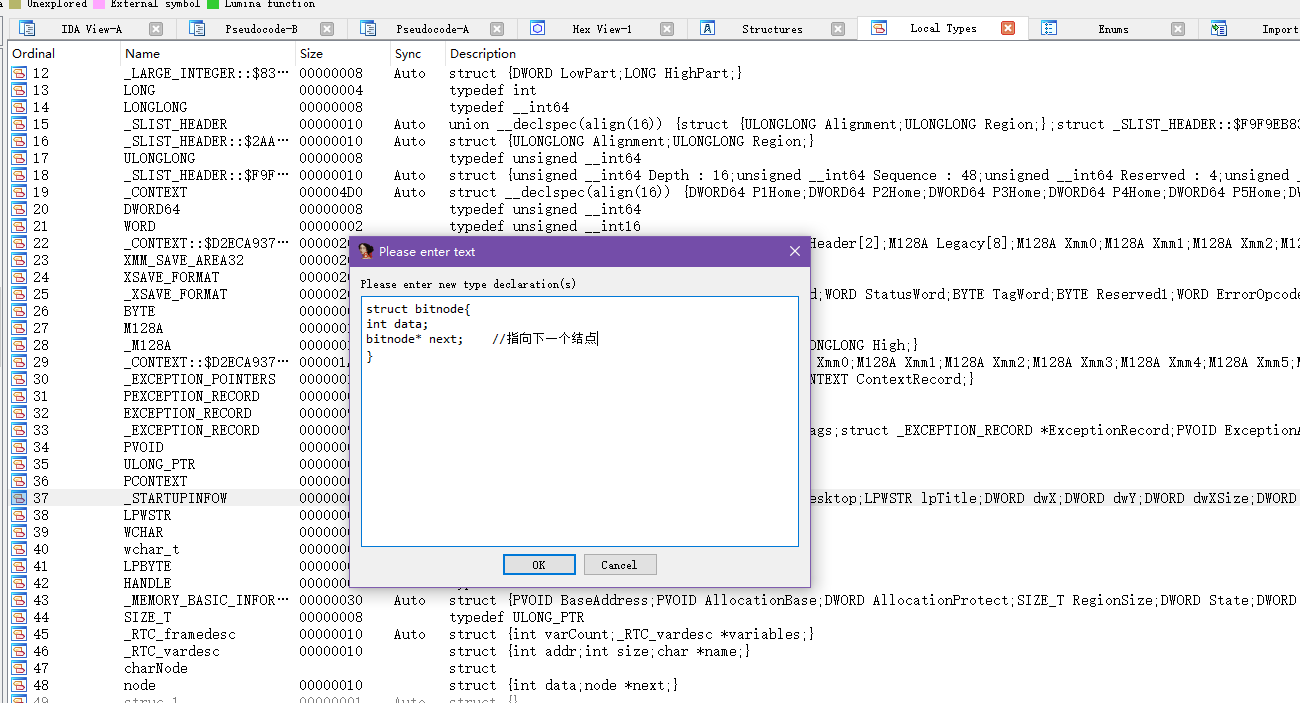 Unexplored External symbol Lumina function
IDA View-A Pseudocode-B Pseudocode-A Hex View-1 Structures Local Types Enums Import
Ordinal Name Size Sync Description
12 _LARGE_INTEGER::$83… 00000008 Auto struct {DWORD LowPart;LONG HighPart;}
13 LONG 00000004 typedef int
14 LONGLONG 00000008 typedef __int64
15 _SLIST_HEADER 00000010 Auto union __declspec(align(16)) {struct {ULONGLONG Alignment;ULONGLONG Region;};struct _SLIST_HEADER::$F9F9EB83
16 _SLIST_HEADER::$2AA… 00000010 Auto struct {ULONGLONG Alignment;ULONGLONG Region;}
17 ULONGLONG 00000008 typedef unsigned __int64
18 _SLIST_HEADER::$F9F… 00000010 Auto struct {unsigned __int64 Depth : 16;unsigned __int64 Sequence : 48;unsigned __int64 Reserved : 4;unsigned _
19 _CONTEXT 000004D0 Auto struct __declspec(align(16)) {DWORD64 P1Home;DWORD64 P2Home;DWORD64 P3Home;DWORD64 P4Home;DWORD64 P5Home;DW
20 DWORD64 00000008 typedef unsigned __int64
21 WORD 00000002 typedef unsigned __int16
22 _CONTEXT::$D2ECA937… 0000020 Header[2];M128A Legacy[8];M128A Xmm0;M128A Xmm1;M128A Xmm2;M12
23 XMM_SAVE_AREA32 0000020
24 XSAVE_FORMAT 0000020
25 _XSAVE_FORMAT 0000020 d;WORD StatusWord;BYTE TagWord;BYTE Reserved1;WORD ErrorOpcode
26 BYTE 000000
27 M128A 000000
28 _M128A 000000 LONGLONG High;}
29 _CONTEXT::$D2ECA937… 000001A Xmm0;M128A Xmm1;M128A Xmm2;M128A Xmm3;M128A Xmm4;M128A Xmm5;M
30 _EXCEPTION_POINTERS 000000 NTEXT ContextRecord;}
31 PEXCEPTION_RECORD 000000
32 EXCEPTION_RECORD 0000009
33 _EXCEPTION_RECORD 0000009 ags;struct _EXCEPTION_RECORD *ExceptionRecord;PVOID ExceptionA
34 PVOID 000000
35 ULONG_PTR 000000
36 PCONTEXT 000000
37 _STARTUPINFOW 000000 esktop;LPWSTR lpTitle;DWORD dwX;DWORD dwY;DWORD dwXSize;DWORD
38 LPWSTR 000000
39 WCHAR 000000
40 wchar_t 000000
41 LPBYTE 000000
42 HANDLE 000000
43 _MEMORY_BASIC_INFOR… 00000030 Auto struct {PVOID BaseAddress;PVOID AllocationBase;DWORD AllocationProtect;SIZE_T RegionSize;DWORD State;DWORD
44 SIZE_T 00000008 typedef ULONG_PTR
45 _RTC_framedesc 00000010 Auto struct {int varCount;_RTC_vardesc *variables;}
46 _RTC_vardesc 00000010 struct {int addr;int size;char *name;}
47 charNode struct
48 node 00000010 struct {int data;node *next;}
49 struc_1 00000001 Auto struct {}
Please enter text
Please enter new type declaration(s)
struct bitnode{
int data;
bitnode* next; //指向下一个结点
}
OK Cancel